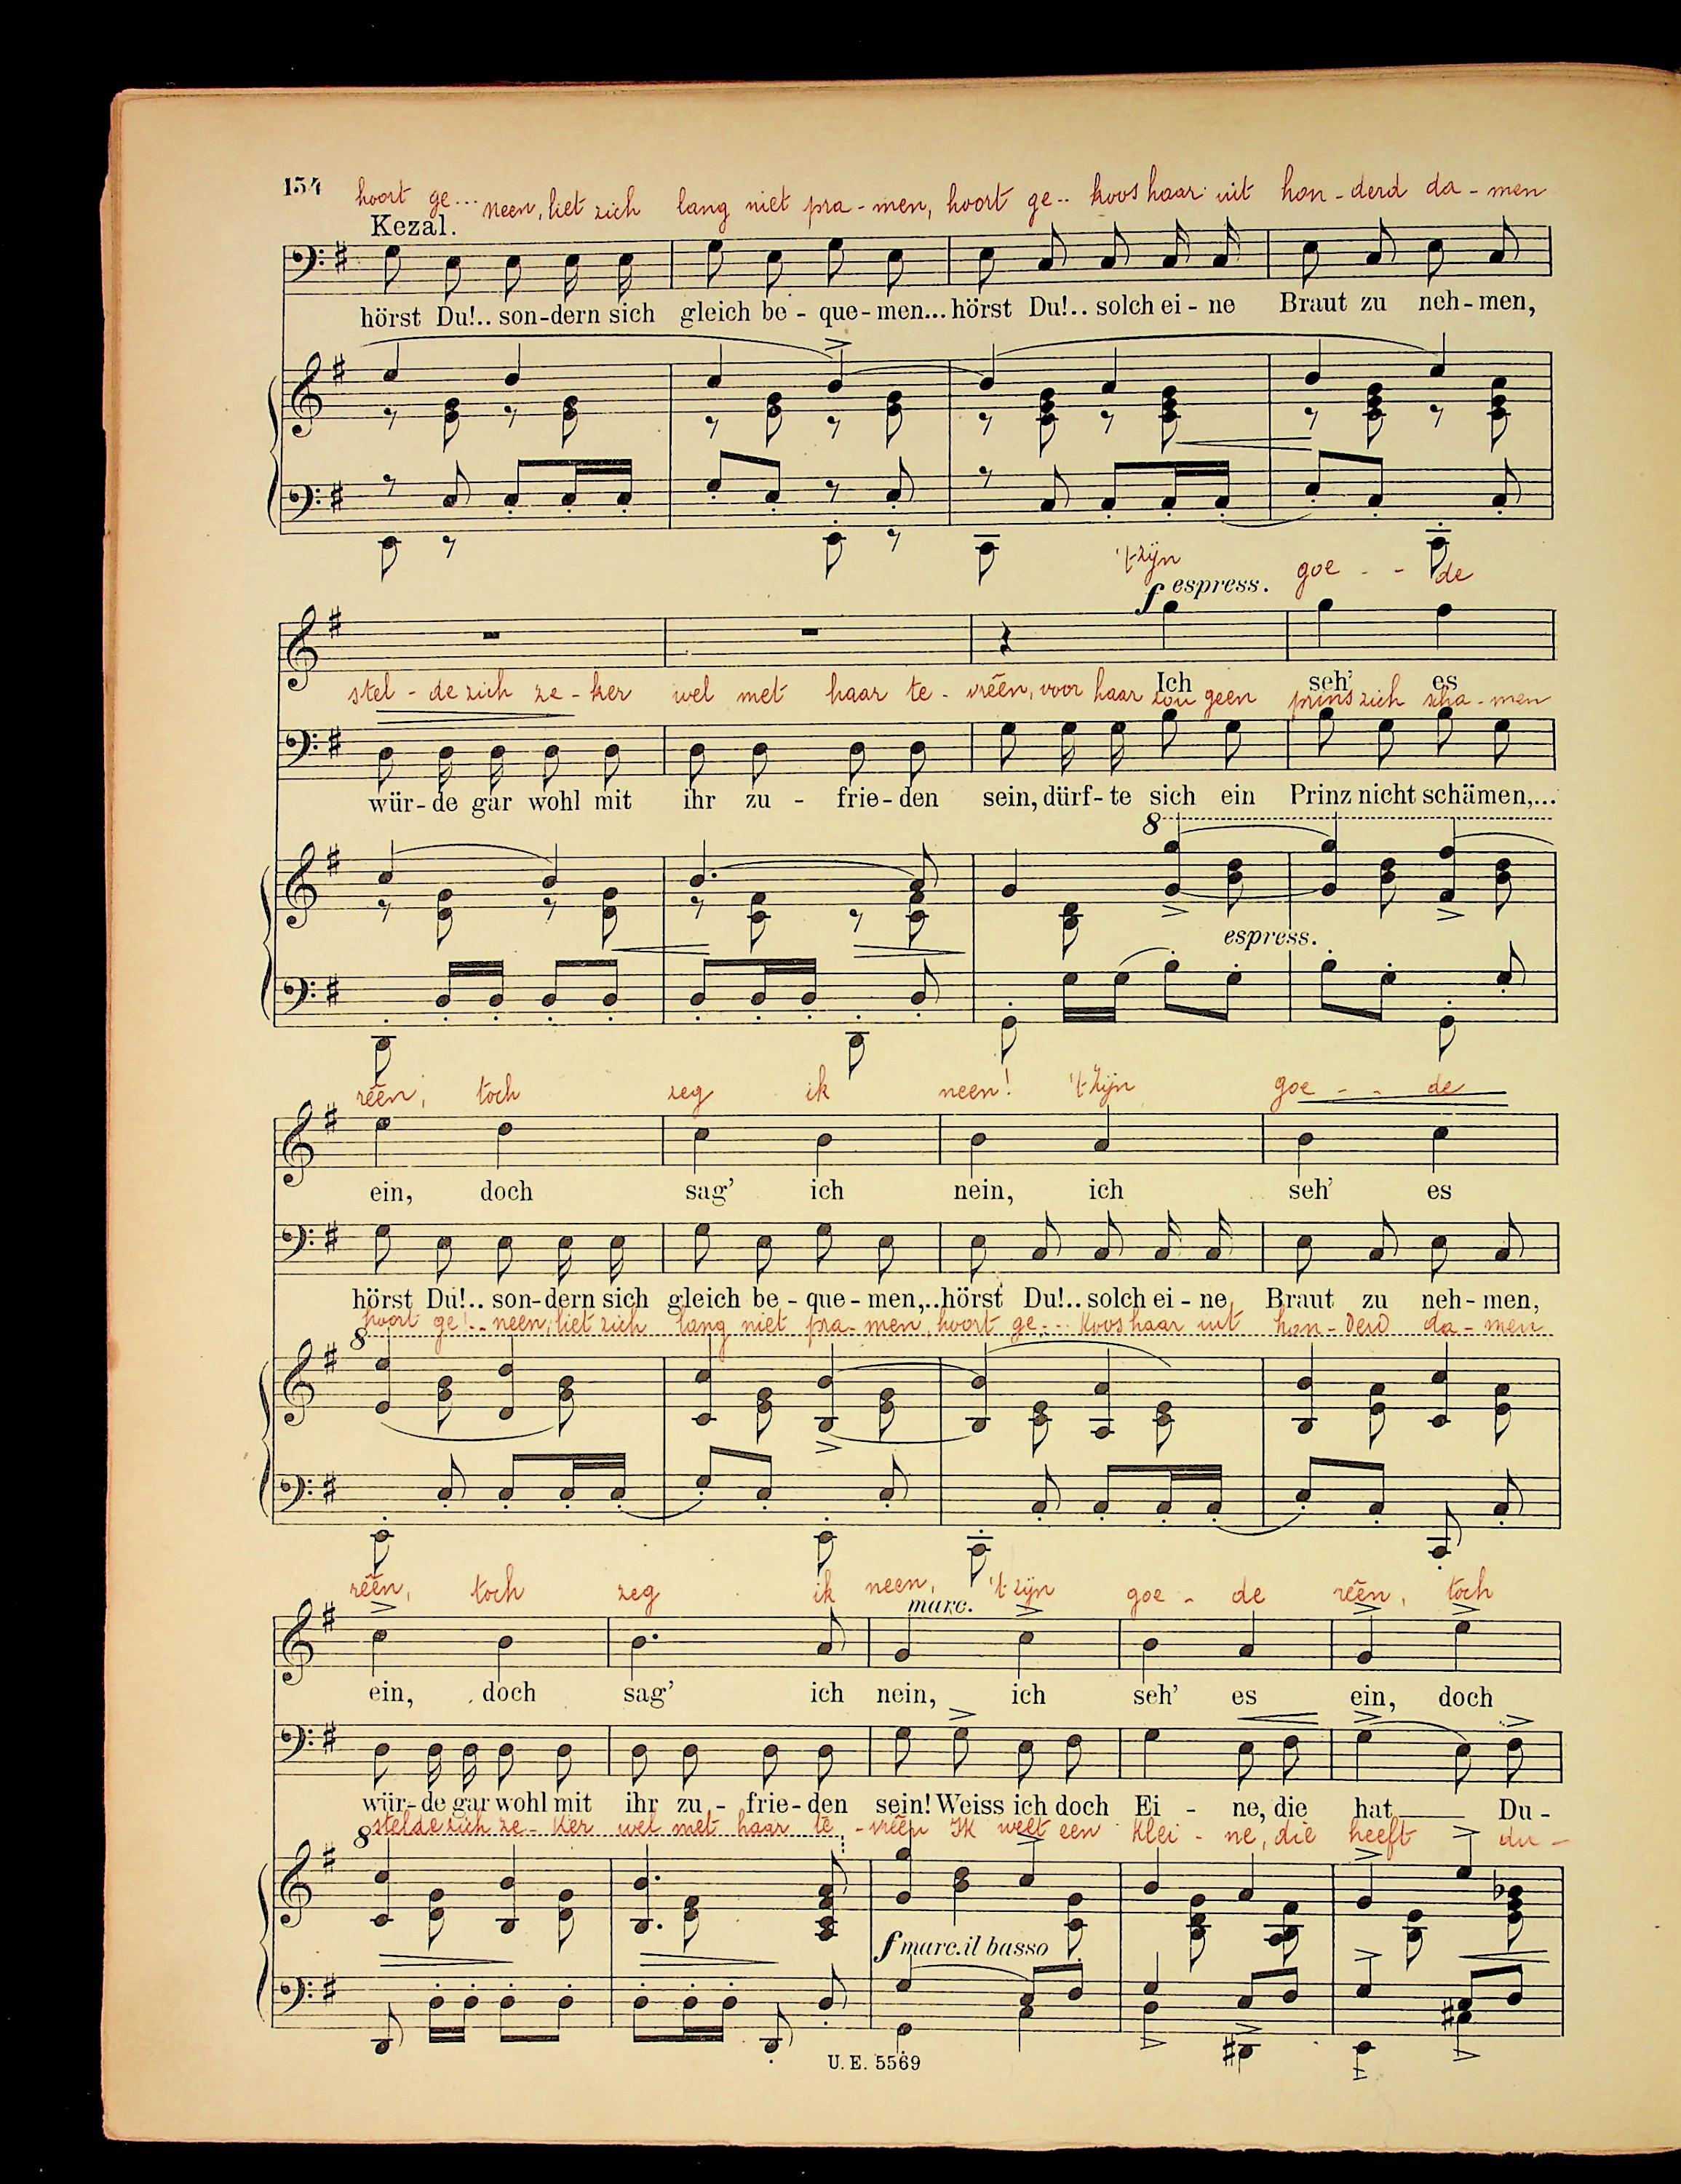 154
hoort ge... neen, liet zich lang niet pra - men, hoort ge.. koos haar uit hon - derd da - men
Kezal.
hörst Du!.. son-dern sich gleich be - que-men... hörst Du!.. solch ei - ne Braut zu neh-men,
't zijn goe - - de
f espress.
Ich seh' es
stel - de zich ze - ker wel met haar te - vreên, voor haar zou geen prins zich scha - men
wür-de gar wohl mit ihr zu - frie-den sein, dürf-te sich ein Prinz nicht schämen,...
8
espress.
reên, toch zeg ik neen! 't zijn goe - - de
ein, doch sag' ich nein, ich seh' es
hörst Du!.. son-dern sich gleich be - que-men,.. hörst Du!.. solch ei - ne Braut zu neh-men,
hoort ge!.. neen, liet zich lang niet pra - men, hoort ge... koos haar uit hon - derd da - men
8
reên, toch zeg ik neen, 't zijn goe - de reên, toch
marc.
ein, doch sag' ich nein, ich seh' es ein, doch
wür-de gar wohl mit ihr zu - frie-den sein! Weiss ich doch Ei - ne, die hat Du -
stelde zich ze - ker wel met haar te - vreên Ik weet een klei - ne, die heeft du -
8
f marc. il basso
U. E. 5569